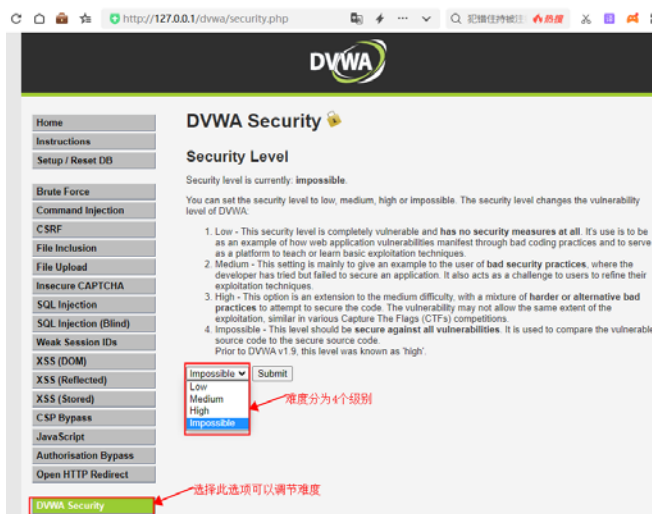 http://127.0.0.1/dvwa/security.php
DVWA
Home
Instructions
Setup / Reset DB
Brute Force
Command Injection
CSRF
File Inclusion
File Upload
Insecure CAPTCHA
SQL Injection
SQL Injection (Blind)
Weak Session IDs
XSS (DOM)
XSS (Reflected)
XSS (Stored)
CSP Bypass
JavaScript
Authorisation Bypass
Open HTTP Redirect
DVWA Security
DVWA Security
Security Level
Security level is currently: impossible.
You can set the security level to low, medium, high or impossible. The security level changes the vulnerability
level of DVWA:
1. Low - This security level is completely vulnerable and has no security measures at all. It's use is to be
as an example of how web application vulnerabilities manifest through bad coding practices and to serve
as a platform to teach or learn basic exploitation techniques.
2. Medium - This setting is mainly to give an example to the user of bad security practices, where the
developer has tried but failed to secure an application. It also acts as a challenge to users to refine their
exploitation techniques.
3. High - This option is an extension to the medium difficulty, with a mixture of harder or alternative bad
practices to attempt to secure the code. The vulnerability may not allow the same extent of the
exploitation, similar in various Capture The Flags (CTFs) competitions.
4. Impossible - This level should be secure against all vulnerabilities. It is used to compare the vulnerable
source code to the secure source code.
Prior to DVWA v1.9, this level was known as 'high'.
Impossible Submit
Low
Medium
High
Impossible
难度分为4个级别
选择此选项可以调节难度